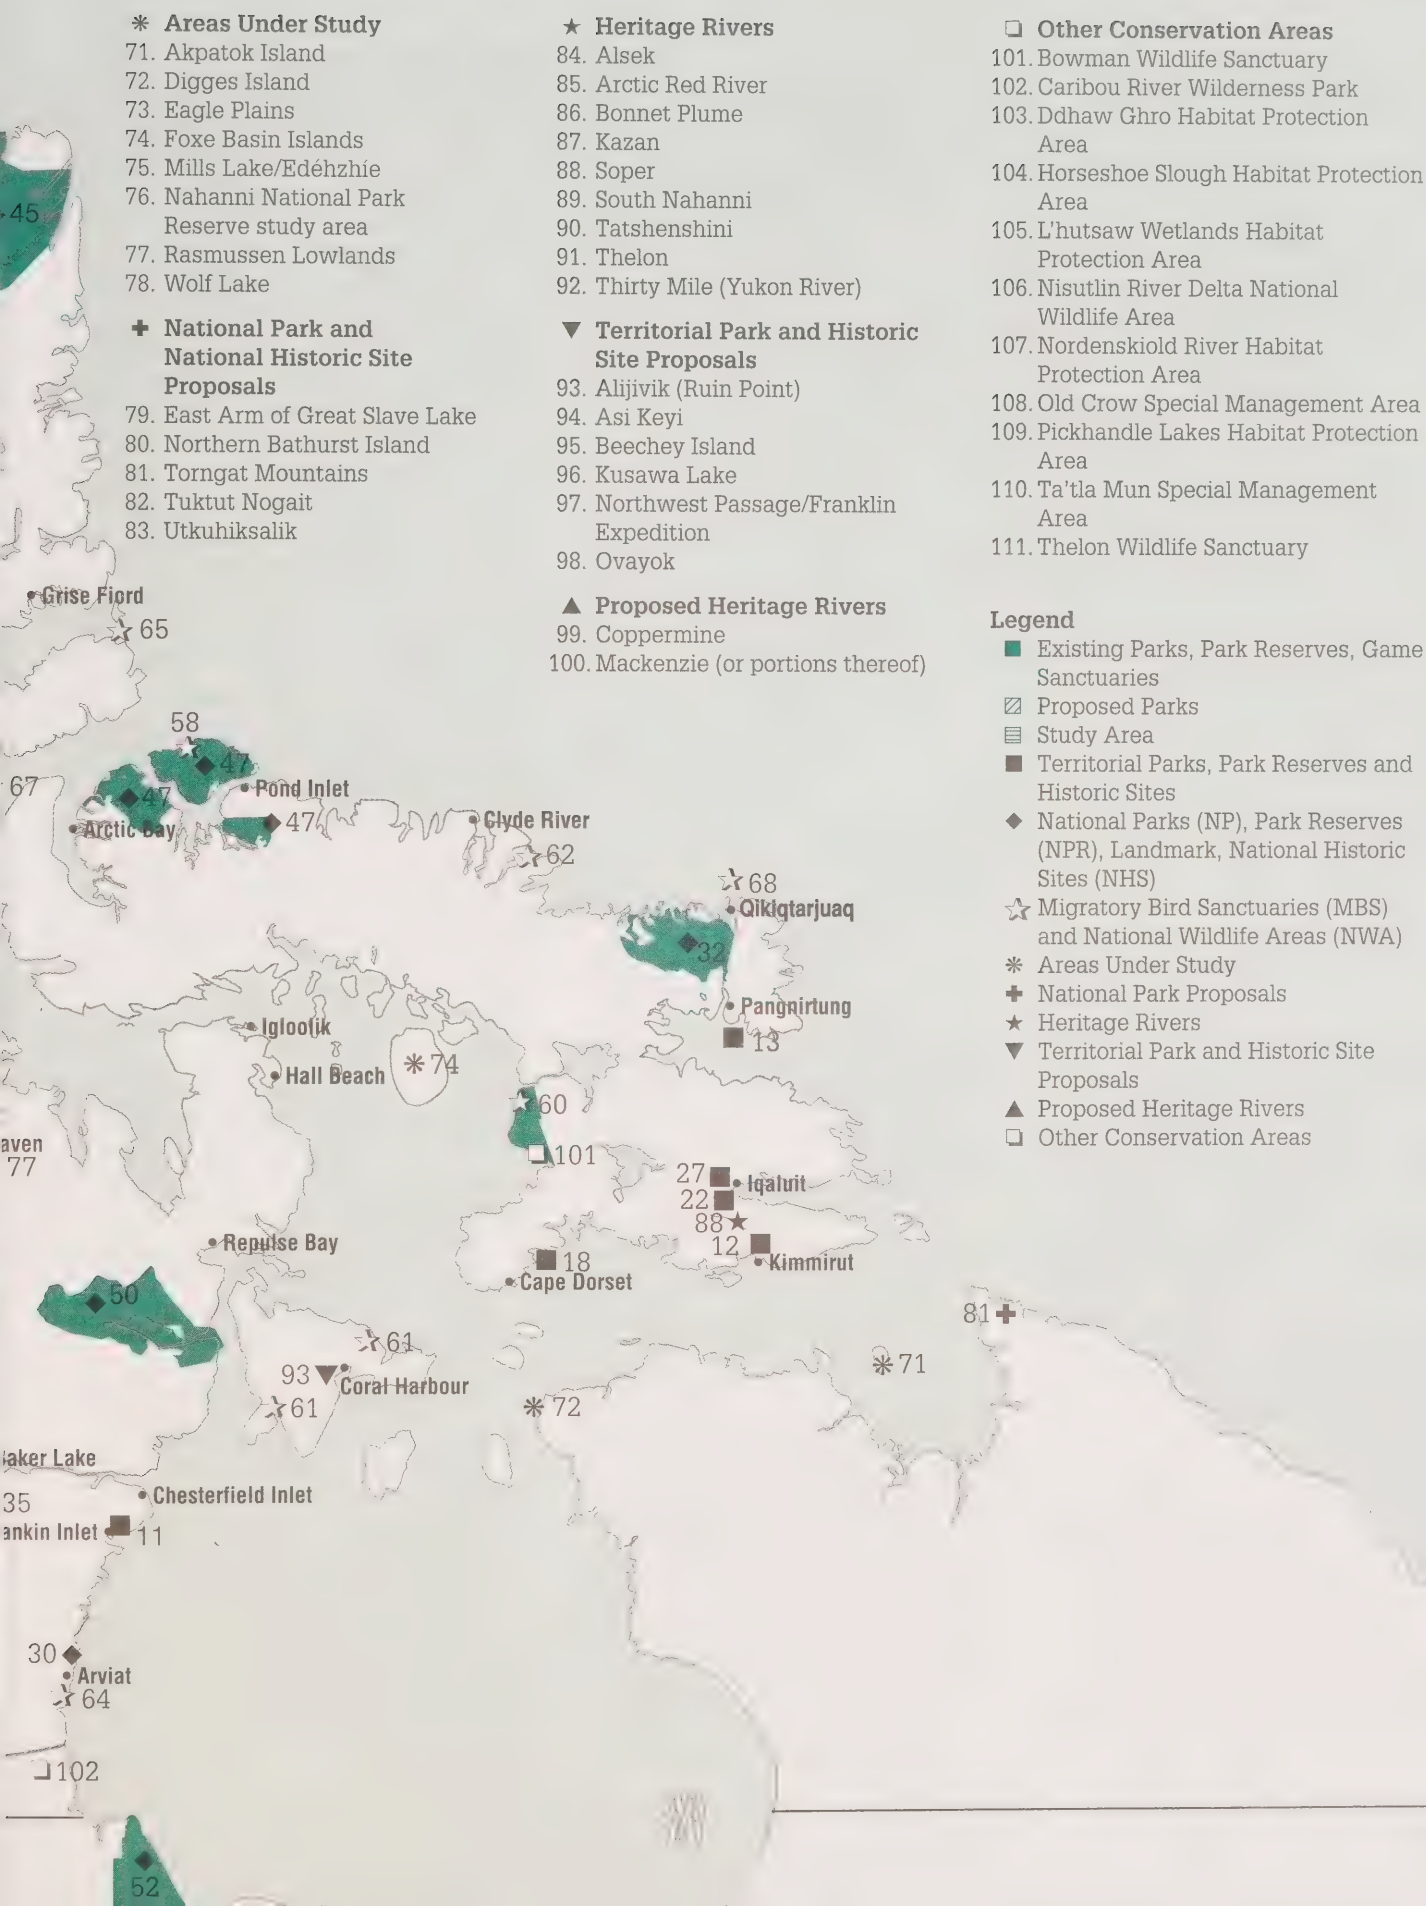 ✻ Areas Under Study
71. Akpatok Island
72. Digges Island
73. Eagle Plains
74. Foxe Basin Islands
75. Mills Lake/Edéhzhíe
76. Nahanni National Park
Reserve study area
77. Rasmussen Lowlands
78. Wolf Lake
✚ National Park and
National Historic Site
Proposals
79. East Arm of Great Slave Lake
80. Northern Bathurst Island
81. Torngat Mountains
82. Tuktut Nogait
83. Utkuhiksalik
★ Heritage Rivers
84. Alsek
85. Arctic Red River
86. Bonnet Plume
87. Kazan
88. Soper
89. South Nahanni
90. Tatshenshini
91. Thelon
92. Thirty Mile (Yukon River)
▼ Territorial Park and Historic
Site Proposals
93. Alijivik (Ruin Point)
94. Asi Keyi
95. Beechey Island
96. Kusawa Lake
97. Northwest Passage/Franklin
Expedition
98. Ovayok
▲ Proposed Heritage Rivers
99. Coppermine
100. Mackenzie (or portions thereof)
❏ Other Conservation Areas
101. Bowman Wildlife Sanctuary
102. Caribou River Wilderness Park
103. Ddhaw Ghro Habitat Protection
Area
104. Horseshoe Slough Habitat Protection
Area
105. L'hutsaw Wetlands Habitat
Protection Area
106. Nisutlin River Delta National
Wildlife Area
107. Nordenskiold River Habitat
Protection Area
108. Old Crow Special Management Area
109. Pickhandle Lakes Habitat Protection
Area
110. Ta'tla Mun Special Management
Area
111. Thelon Wildlife Sanctuary
Legend
Existing Parks, Park Reserves, Game
Sanctuaries
Proposed Parks
Study Area
Territorial Parks, Park Reserves and
Historic Sites
National Parks (NP), Park Reserves
(NPR), Landmark, National Historic
Sites (NHS)
Migratory Bird Sanctuaries (MBS)
and National Wildlife Areas (NWA)
Areas Under Study
National Park Proposals
Heritage Rivers
Territorial Park and Historic Site
Proposals
Proposed Heritage Rivers
Other Conservation Areas
45
Grise Fiord
65
58
47
67
47
Pond Inlet
47
Arctic Bay
Clyde River
62
68
Qikiqtarjuaq
32
Pangnirtung
13
Igloolik
74
Hall Beach
60
aven
77
101
27
Iqaluit
22
88
12
Kimmirut
Repulse Bay
18
Cape Dorset
50
81
61
71
93
Coral Harbour
61
72
aker Lake
Chesterfield Inlet
35
ankin Inlet
11
30
Arviat
64
102
52